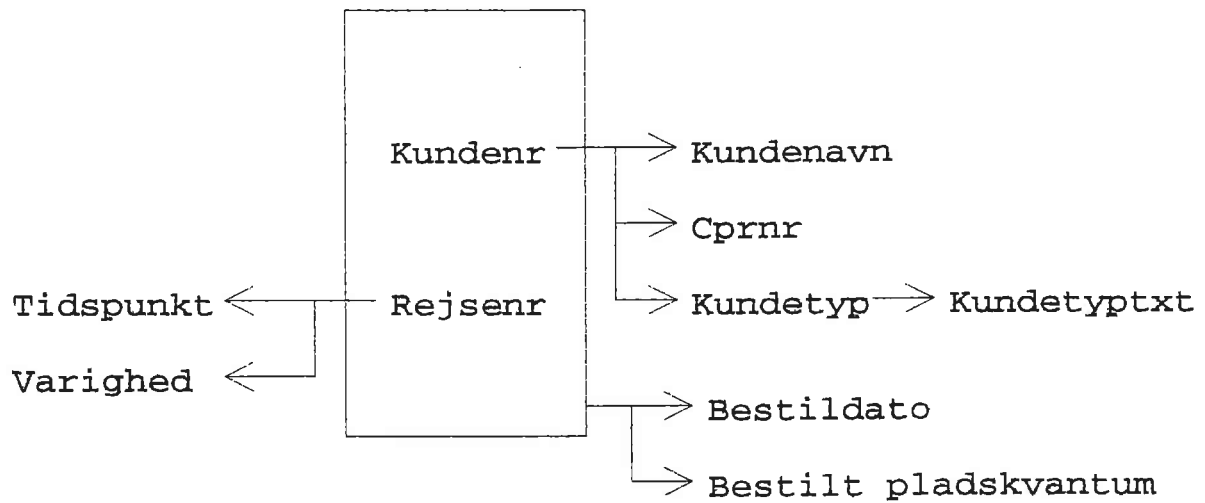 Kundenr Kundenavn
Cprnr
Tidspunkt Rejsenr Kundetyp Kundetyptxt
Varighed
Bestildato
Bestilt pladskvantum